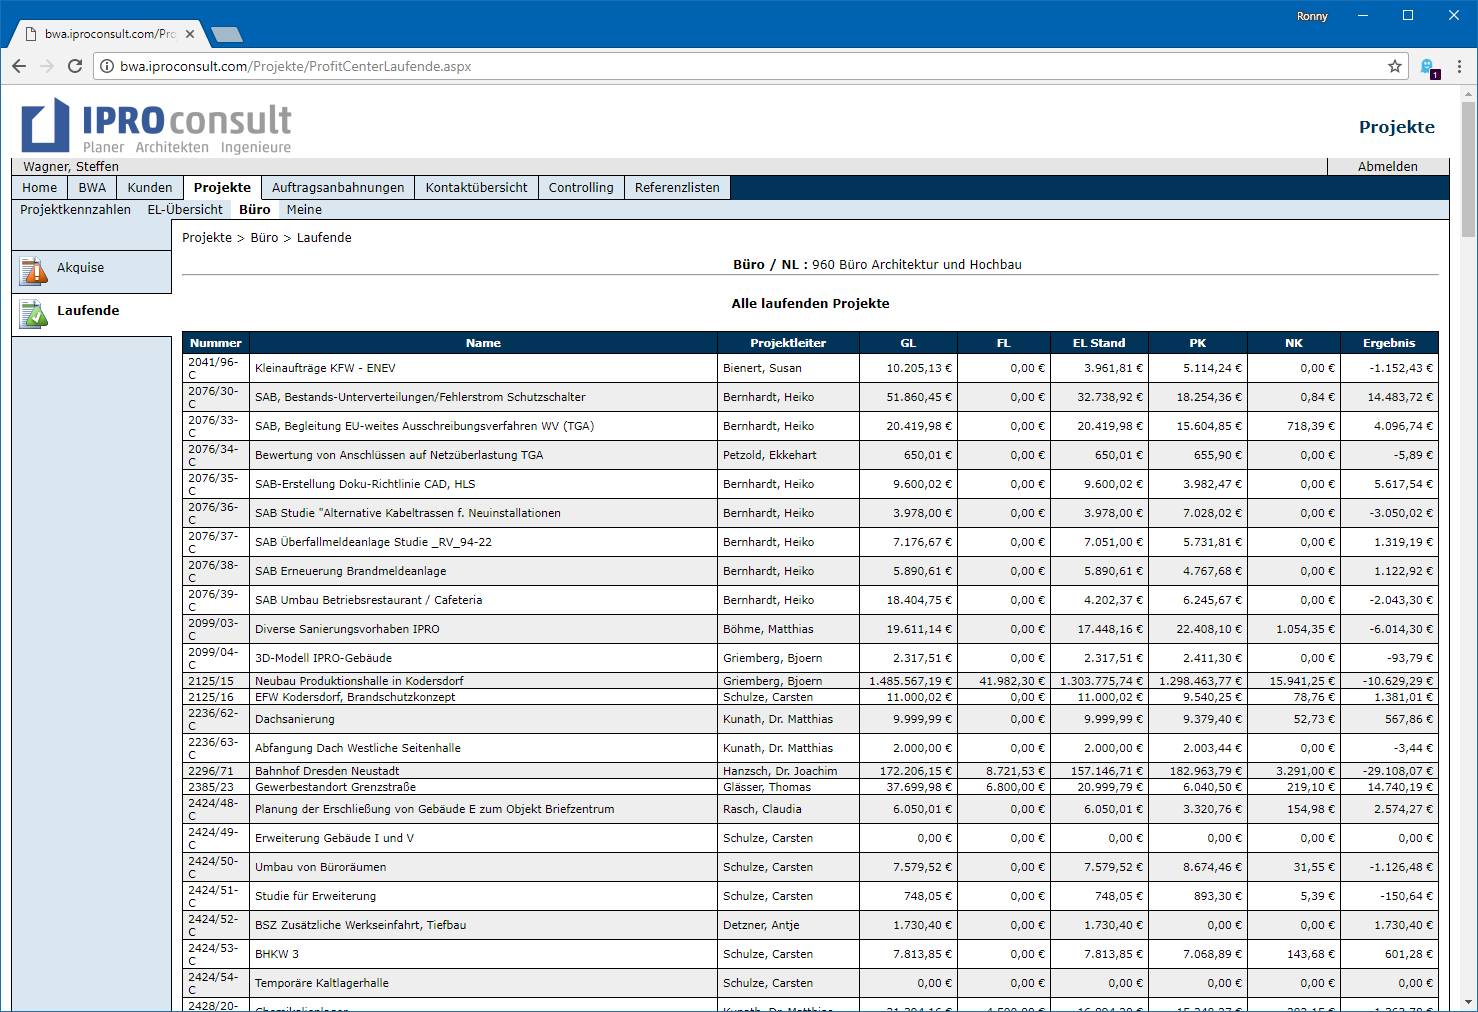 Ronny
bwa.iproconsult.com/Pro
bwa.iproconsult.com/Projekte/ProfitCenterLaufende.aspx
1
IPROconsult
Planer Architekten Ingenieure
Projekte
Wagner, Steffen
Abmelden
Home BWA Kunden Projekte Auftragsanbahnungen Kontaktübersicht Controlling Referenzlisten
Projektkennzahlen EL-Übersicht Büro Meine
Projekte > Büro > Laufende
Akquise
Laufende
Büro / NL : 960 Büro Architektur und Hochbau
Alle laufenden Projekte
Nummer Name Projektleiter GL FL EL Stand PK NK Ergebnis
2041/96-C Kleinaufträge KFW - ENEV Bienert, Susan 10.205,13 € 0,00 € 3.961,81 € 5.114,24 € 0,00 € -1.152,43 €
2076/30-C SAB, Bestands-Unterverteilungen/Fehlerstrom Schutzschalter Bernhardt, Heiko 51.860,45 € 0,00 € 32.738,92 € 18.254,36 € 0,84 € 14.483,72 €
2076/33-C SAB, Begleitung EU-weites Ausschreibungsverfahren WV (TGA) Bernhardt, Heiko 20.419,98 € 0,00 € 20.419,98 € 15.604,85 € 718,39 € 4.096,74 €
2076/34-C Bewertung von Anschlüssen auf Netzüberlastung TGA Petzold, Ekkehart 650,01 € 0,00 € 650,01 € 655,90 € 0,00 € -5,89 €
2076/35-C SAB-Erstellung Doku-Richtlinie CAD, HLS Bernhardt, Heiko 9.600,02 € 0,00 € 9.600,02 € 3.982,47 € 0,00 € 5.617,54 €
2076/36-C SAB Studie "Alternative Kabeltrassen f. Neuinstallationen Bernhardt, Heiko 3.978,00 € 0,00 € 3.978,00 € 7.028,02 € 0,00 € -3.050,02 €
2076/37-C SAB Überfallmeldeanlage Studie _RV_94-22 Bernhardt, Heiko 7.176,67 € 0,00 € 7.051,00 € 5.731,81 € 0,00 € 1.319,19 €
2076/38-C SAB Erneuerung Brandmeldeanlage Bernhardt, Heiko 5.890,61 € 0,00 € 5.890,61 € 4.767,68 € 0,00 € 1.122,92 €
2076/39-C SAB Umbau Betriebsrestaurant / Cafeteria Bernhardt, Heiko 18.404,75 € 0,00 € 4.202,37 € 6.245,67 € 0,00 € -2.043,30 €
2099/03-C Diverse Sanierungsvorhaben IPRO Böhme, Matthias 19.611,14 € 0,00 € 17.448,16 € 22.408,10 € 1.054,35 € -6.014,30 €
2099/04-C 3D-Modell IPRO-Gebäude Griemberg, Bjoern 2.317,51 € 0,00 € 2.317,51 € 2.411,30 € 0,00 € -93,79 €
2125/15 Neubau Produktionshalle in Kodersdorf Griemberg, Bjoern 1.485.567,19 € 41.982,30 € 1.303.775,74 € 1.298.463,77 € 15.941,25 € -10.629,29 €
2125/16 EFW Kodersdorf, Brandschutzkonzept Schulze, Carsten 11.000,02 € 0,00 € 11.000,02 € 9.540,25 € 78,76 € 1.381,01 €
2236/62-C Dachsanierung Kunath, Dr. Matthias 9.999,99 € 0,00 € 9.999,99 € 9.379,40 € 52,73 € 567,86 €
2236/63-C Abfangung Dach Westliche Seitenhalle Kunath, Dr. Matthias 2.000,00 € 0,00 € 2.000,00 € 2.003,44 € 0,00 € -3,44 €
2296/71 Bahnhof Dresden Neustadt Hanzsch, Dr. Joachim 172.206,15 € 8.721,53 € 157.146,71 € 182.963,79 € 3.291,00 € -29.108,07 €
2385/23 Gewerbestandort Grenzstraße Glässer, Thomas 37.699,98 € 6.800,00 € 20.999,79 € 6.040,50 € 219,10 € 14.740,19 €
2424/48-C Planung der Erschließung von Gebäude E zum Objekt Briefzentrum Rasch, Claudia 6.050,01 € 0,00 € 6.050,01 € 3.320,76 € 154,98 € 2.574,27 €
2424/49-C Erweiterung Gebäude I und V Schulze, Carsten 0,00 € 0,00 € 0,00 € 0,00 € 0,00 € 0,00 €
2424/50-C Umbau von Büroräumen Schulze, Carsten 7.579,52 € 0,00 € 7.579,52 € 8.674,46 € 31,55 € -1.126,48 €
2424/51-C Studie für Erweiterung Schulze, Carsten 748,05 € 0,00 € 748,05 € 893,30 € 5,39 € -150,64 €
2424/52-C BSZ Zusätzliche Werkseinfahrt, Tiefbau Detzner, Antje 1.730,40 € 0,00 € 1.730,40 € 0,00 € 0,00 € 1.730,40 €
2424/53-C BHKW 3 Schulze, Carsten 7.813,85 € 0,00 € 7.813,85 € 7.068,89 € 143,68 € 601,28 €
2424/54-C Temporäre Kaltlagerhalle Schulze, Carsten 0,00 € 0,00 € 0,00 € 0,00 € 0,00 € 0,00 €
2428/20-